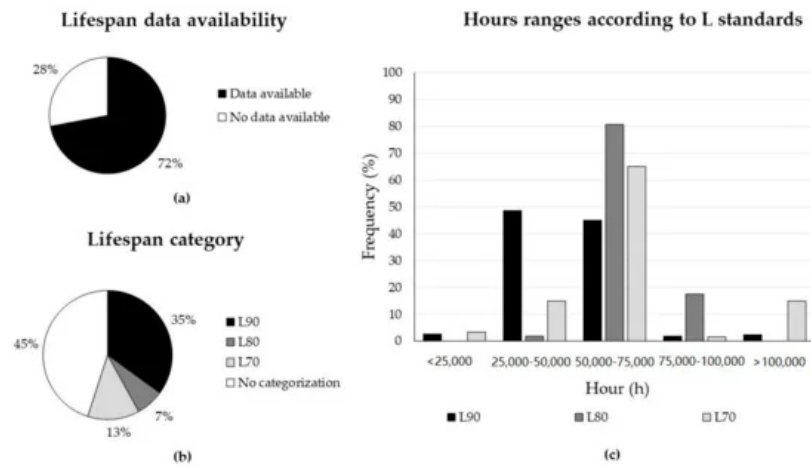 Lifespan data availability
28%
72%
Data available
No data available
(a)
Lifespan category
45%
35%
13%
7%
L90
L80
L70
No categorization
(b)
Hours ranges according to L standards
Frequency (%)
100
90
80
70
60
50
40
30
20
10
0
<25,000 25,000-50,000 50,000-75,000 75,000-100,000 >100,000
Hour (h)
L90 L80 L70
(c)